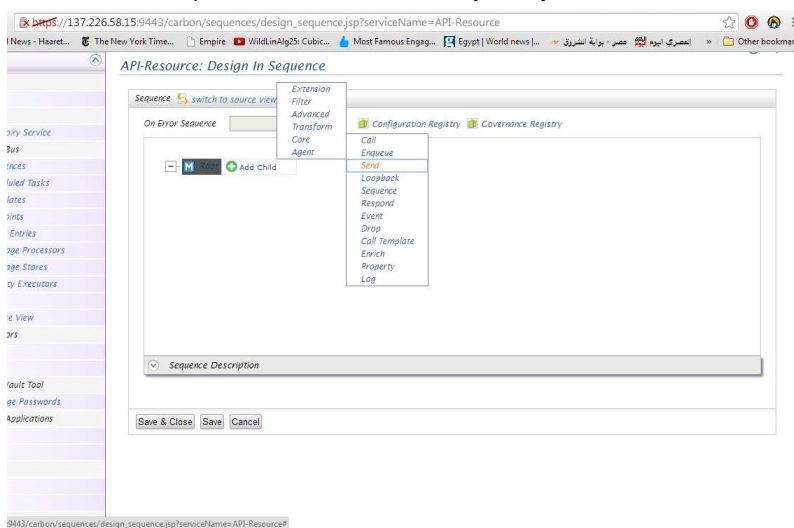 https://137.226.58.15:9443/carbon/sequences/design_sequence.jsp?serviceName=API-Resource
l News - Haaret... The New York Time... Empire WildLinAlg25: Cubic... Most Famous Engag... Egypt | World news |... مصر - بوابة الشروق المصري اليوم » Other bookmar
API-Resource: Design In Sequence
Sequence switch to source view
On Error Sequence Configuration Registry Governance Registry
Extension
Filter
Advanced
Transform
Core
Agent
Call
Enqueue
Send
Loopback
Sequence
Respond
Event
Drop
Call Template
Enrich
Property
Log
Root Add Child
Sequence Description
Save & Close Save Cancel
oxy Service
Bus
ences
duled Tasks
lates
oints
Entries
age Processors
age Stores
ty Executors
ce View
ors
Vault Tool
ge Passwords
Applications
:9443/carbon/sequences/design_sequence.jsp?serviceName=API-Resource#